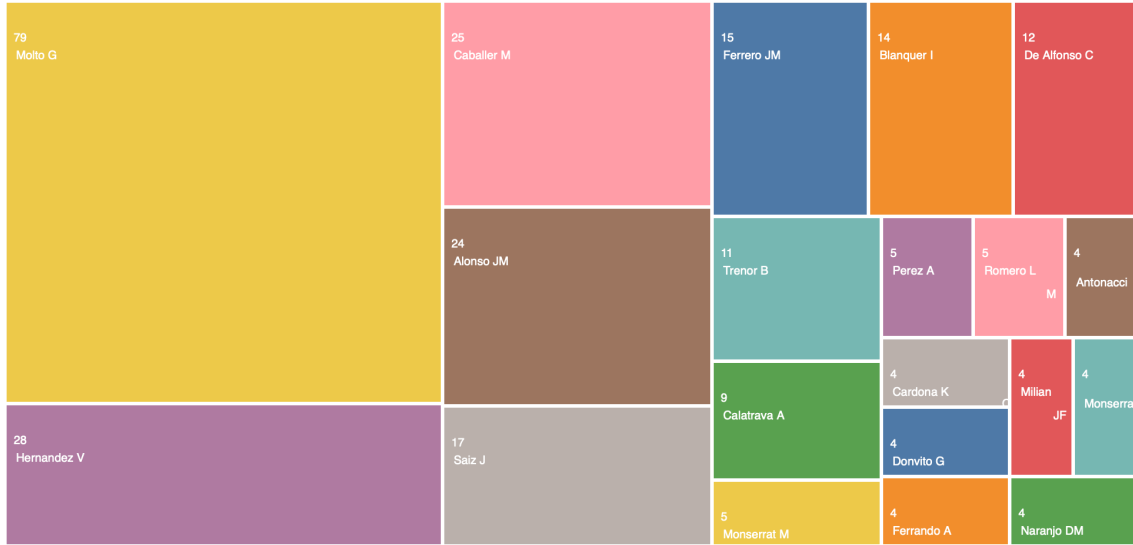 79
Molto G
28
Hernandez V
25
Caballer M
24
Alonso JM
17
Saiz J
15
Ferrero JM
14
Blanquer I
12
De Alfonso C
11
Trenor B
9
Calatrava A
5
Monserrat M
5
Perez A
5
Romero L
M
4
Antonacci
4
Cardona K
4
Donvito G
4
Ferrando A
4
Milian
JF
4
Monserra
4
Naranjo DM